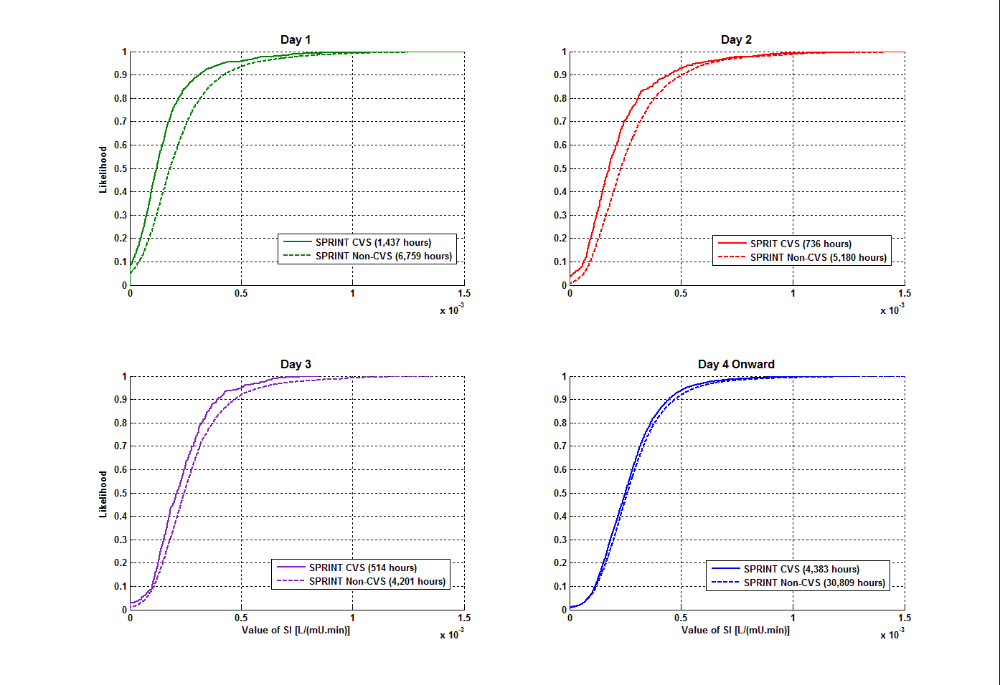 Day 1
1
0.9
0.8
0.7
0.6
0.5
0.4
0.3
0.2
0.1
0
Likelihood
SPRINT CVS (1,437 hours)
SPRINT Non-CVS (6,759 hours)
0 0.5 1 1.5
x 10-3
Day 2
1
0.9
0.8
0.7
0.6
0.5
0.4
0.3
0.2
0.1
0
SPRIT CVS (736 hours)
SPRINT Non-CVS (5,180 hours)
0 0.5 1 1.5
x 10-3
Day 3
1
0.9
0.8
0.7
0.6
0.5
0.4
0.3
0.2
0.1
0
Likelihood
SPRINT CVS (514 hours)
SPRINT Non-CVS (4,201 hours)
0 0.5 1 1.5
Value of SI [L/(mU.min)]
x 10-3
Day 4 Onward
1
0.9
0.8
0.7
0.6
0.5
0.4
0.3
0.2
0.1
0
SPRINT CVS (4,383 hours)
SPRINT Non-CVS (30,809 hours)
0 0.5 1 1.5
Value of SI [L/(mU.min)]
x 10-3